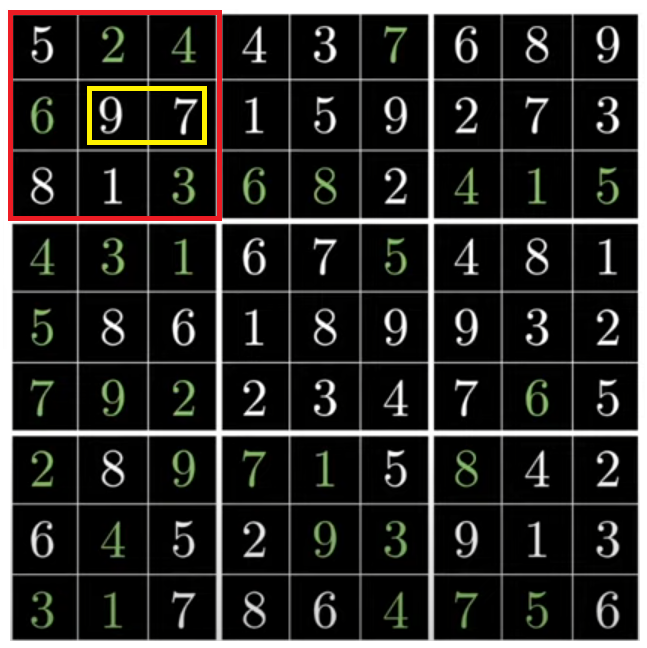 5 2 4 4 3 7 6 8 9
6 9 7 1 5 9 2 7 3
8 1 3 6 8 2 4 1 5
4 3 1 6 7 5 4 8 1
5 8 6 1 8 9 9 3 2
7 9 2 2 3 4 7 6 5
2 8 9 7 1 5 8 4 2
6 4 5 2 9 3 9 1 3
3 1 7 8 6 4 7 5 6